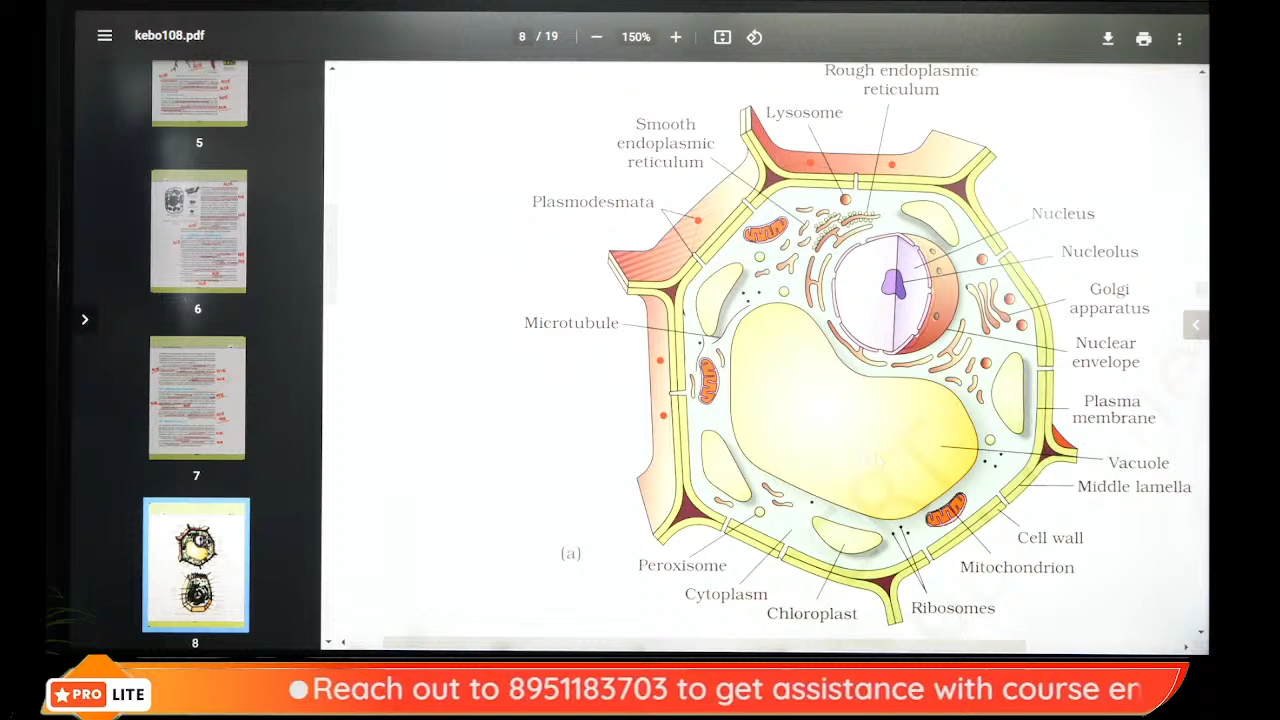 kebo108.pdf
8 / 19
150%
5
6
7
8
Rough endoplasmic
reticulum
Lysosome
Smooth
endoplasmic
reticulum
Plasmodesmata
Nucleus
Nucleolus
Golgi
apparatus
Microtubule
Nuclear
envelope
Plasma
membrane
Vacuole
Middle lamella
Cell wall
(a)
Peroxisome
Mitochondrion
Cytoplasm
Chloroplast
Ribosomes
PRO LITE
Reach out to 8951183703 to get assistance with course en